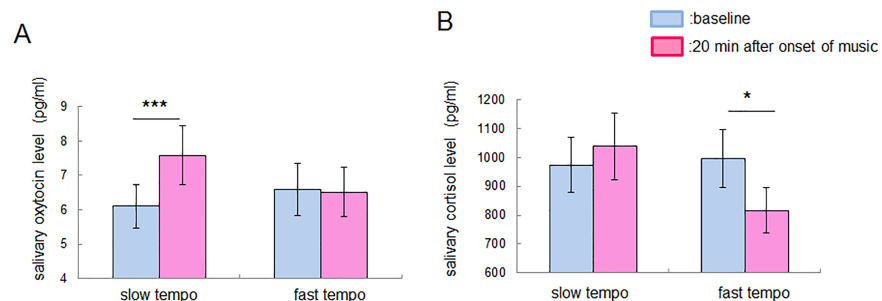 A
B
:baseline
:20 min after onset of music
salivary oxytocin level (pg/ml)
9
8
7
6
5
4
***
slow tempo
fast tempo
salivary cortisol level (pg/ml)
1200
1100
1000
900
800
700
600
*
slow tempo
fast tempo